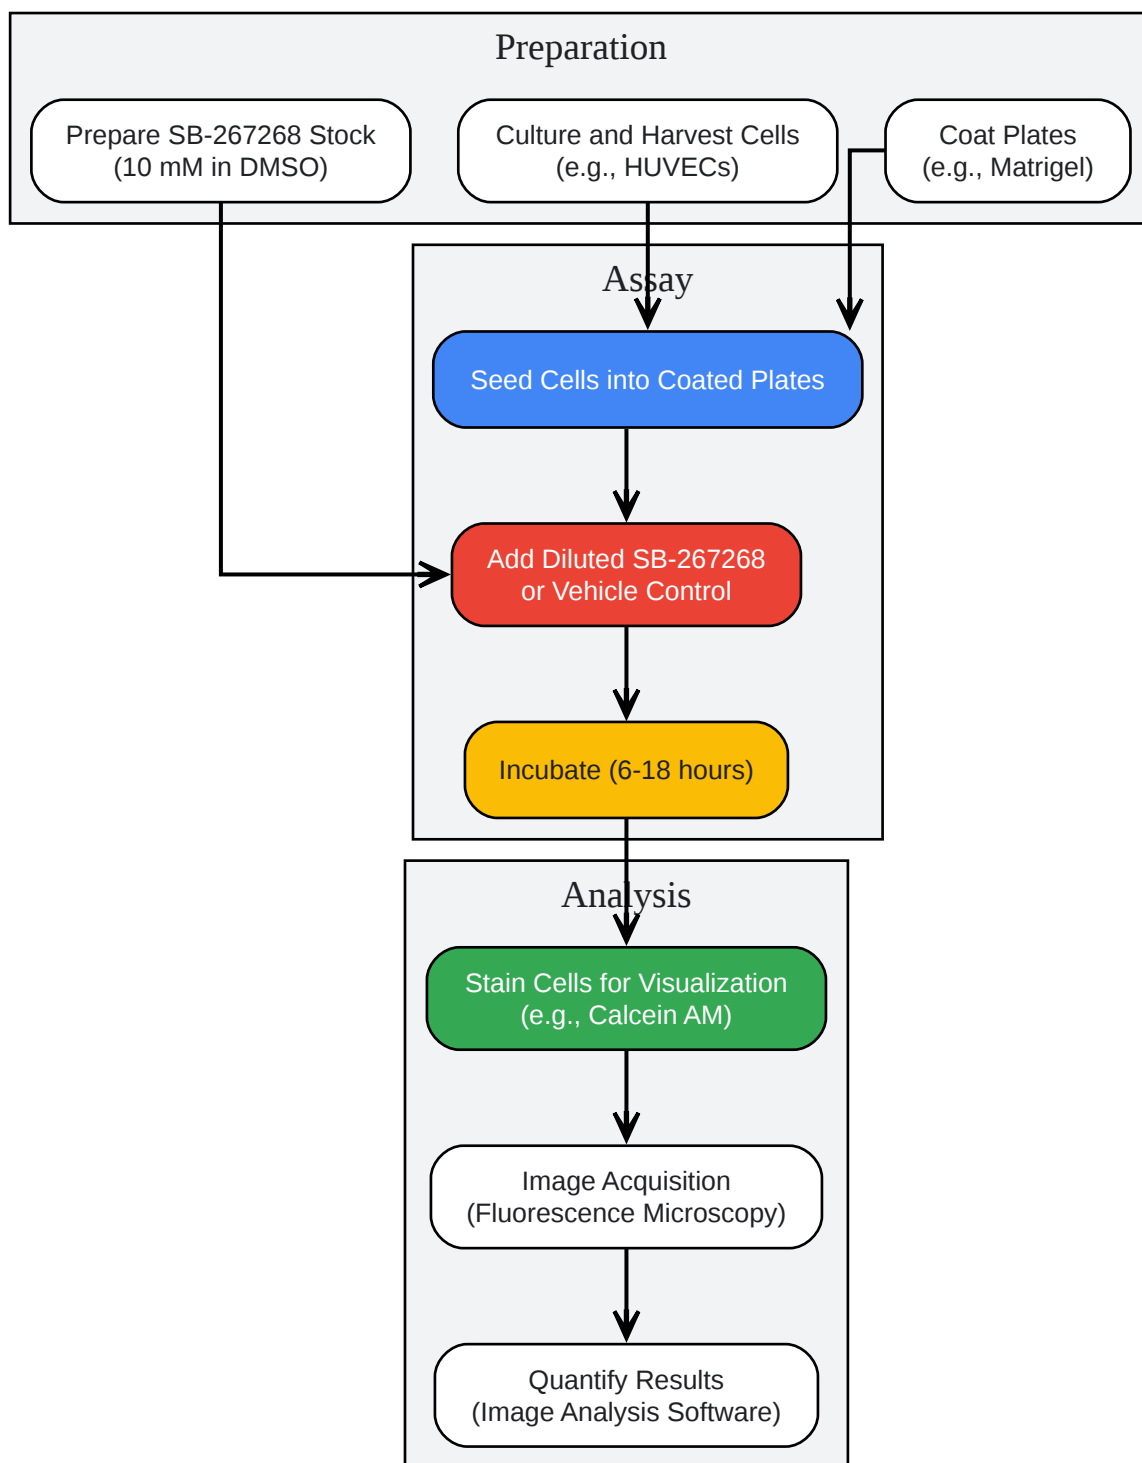 Preparation
Prepare SB-267268 Stock
(10 mM in DMSO)
Culture and Harvest Cells
(e.g., HUVECs)
Coat Plates
(e.g., Matrigel)
Assay
Seed Cells into Coated Plates
Add Diluted SB-267268
or Vehicle Control
Incubate (6-18 hours)
Analysis
Stain Cells for Visualization
(e.g., Calcein AM)
Image Acquisition
(Fluorescence Microscopy)
Quantify Results
(Image Analysis Software)